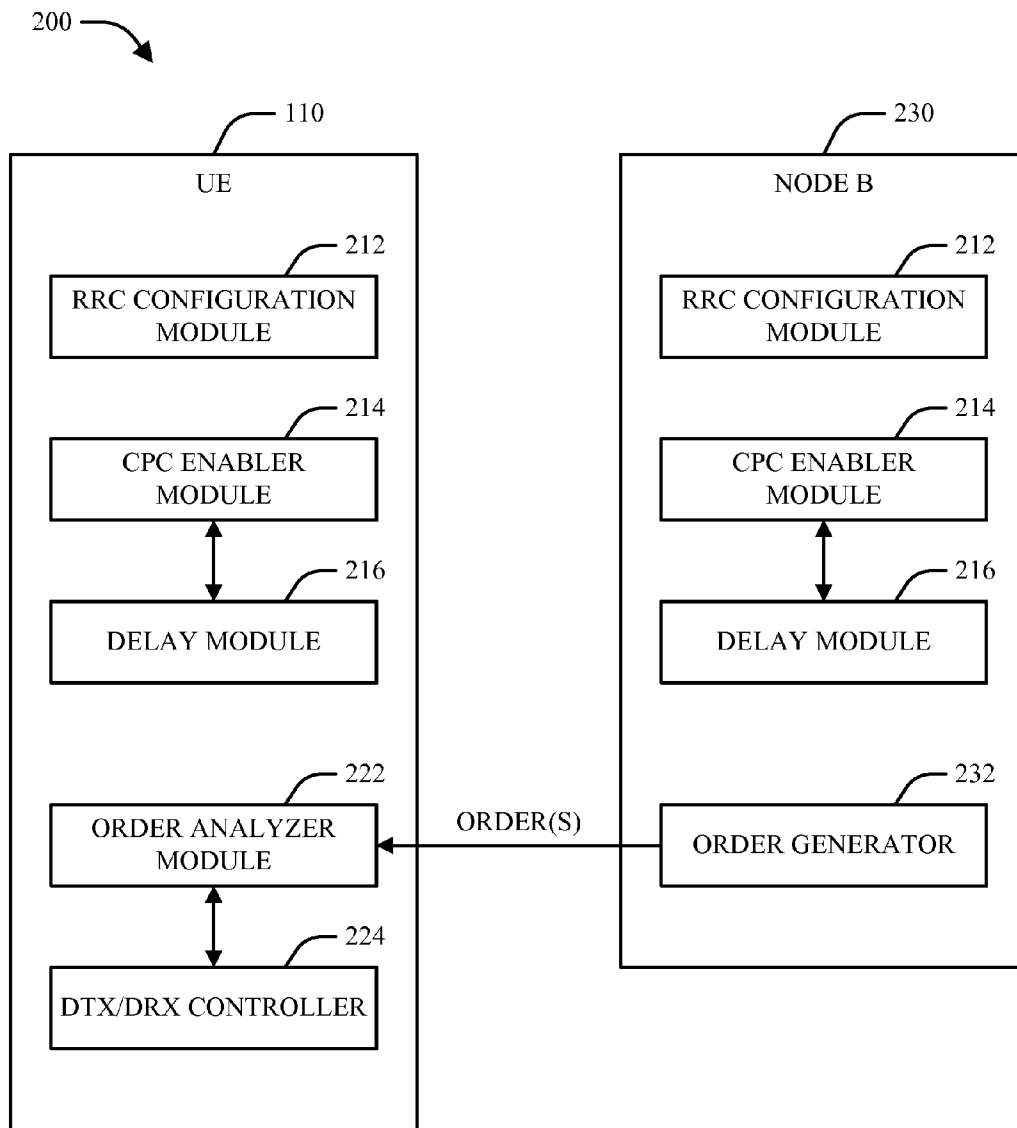 200
110
230
UE
NODE B
212
RRC CONFIGURATION
MODULE
212
RRC CONFIGURATION
MODULE
214
CPC ENABLER
MODULE
214
CPC ENABLER
MODULE
216
DELAY MODULE
216
DELAY MODULE
222
ORDER ANALYZER
MODULE
ORDER(S)
232
ORDER GENERATOR
224
DTX/DRX CONTROLLER